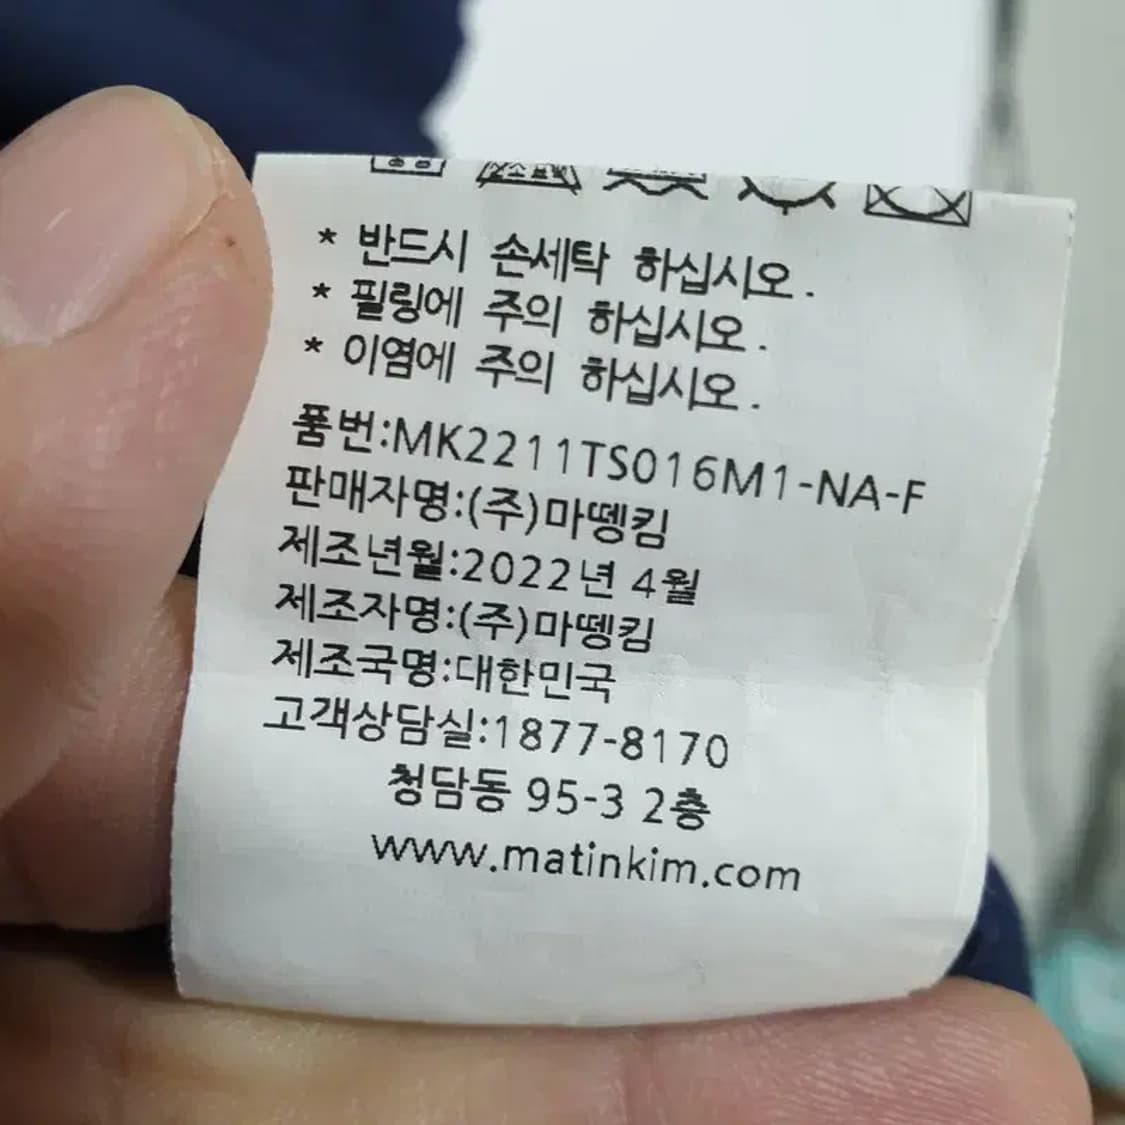 * 반드시 손세탁 하십시오.
* 필링에 주의 하십시오.
* 이염에 주의 하십시오.
품번:MK2211TS016M1-NA-F
판매자명:(주)마뗑킴
제조년월:2022년 4월
제조자명:(주)마뗑킴
제조국명:대한민국
고객상담실:1877-8170
청담동 95-3 2층
www.matinkim.com